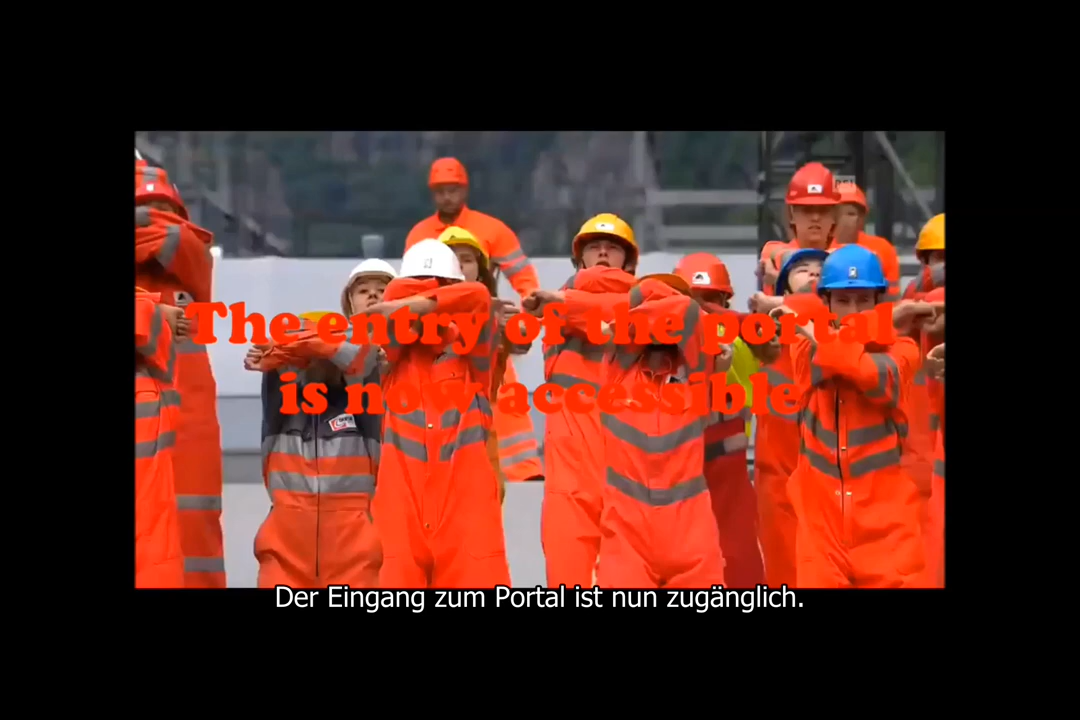 The entry of the portal
is now accessible
Der Eingang zum Portal ist nun zugänglich.